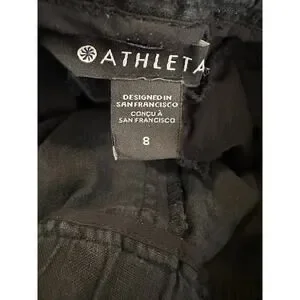 ATHLETA
DESIGNED IN
SAN FRANCISCO
CONÇU À
SAN FRANCISCO
8